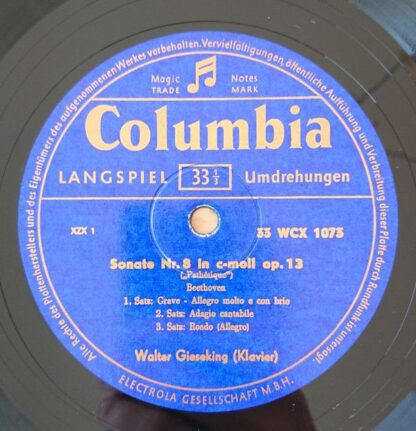 Alle Rechte des Plattenherstellers und des Eigentümers des aufgenommenen Werkes vorbehalten. Vervielfältigungen, öffentliche Aufführung und Verbreitung dieser Platte durch Rundfunk ist untersagt.
Magic Notes
TRADE MARK
Columbia
LANGSPIEL 33 1/3 Umdrehungen
XZX 1 33 WCX 1073
Sonate Nr. 8 in c-moll op. 13
(„Pathésique“)
Beethoven
1. Satz: Grave - Allegro molto e con brio
2. Satz: Adagio cantabile
3. Satz: Rondo (Allegro)
Walter Gieseking (Klavier)
ELECTROLA GESELLSCHAFT M.B.H.